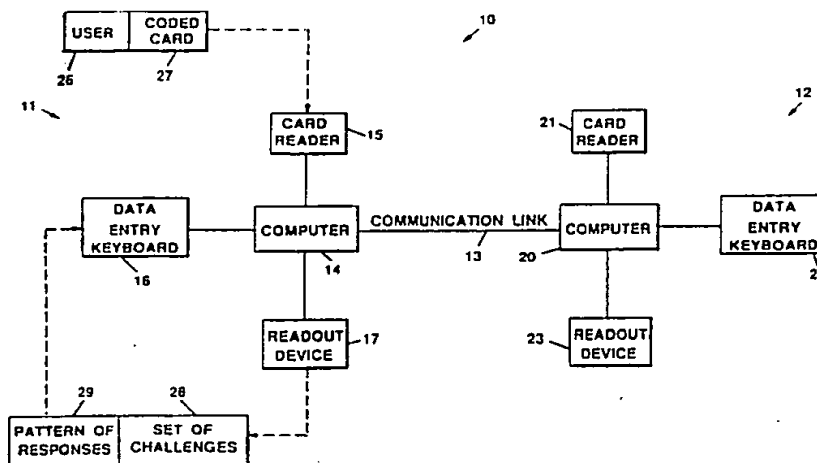 10
USER
CODED
CARD
26
27
11
12
CARD
READER
15
21
CARD
READER
DATA
ENTRY
KEYBOARD
16
COMPUTER
14
COMMUNICATION LINK
13
COMPUTER
20
DATA
ENTRY
KEYBOARD
READOUT
DEVICE
17
23
READOUT
DEVICE
29
28
PATTERN OF
RESPONSES
SET OF
CHALLENGES